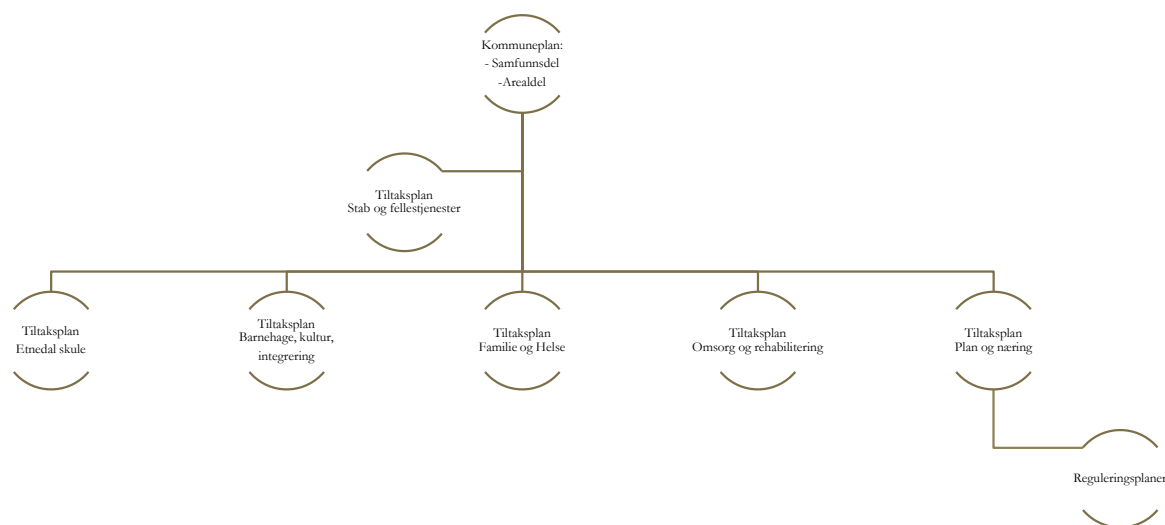 Kommuneplan:
- Samfunnsdel
-Arealdel
Tiltaksplan
Stab og fellestjenester
Tiltaksplan
Etnedal skule
Tiltaksplan
Barnehage, kultur,
integrering
Tiltaksplan
Familie og Helse
Tiltaksplan
Omsorg og rehabilitering
Tiltaksplan
Plan og næring
Reguleringsplaner